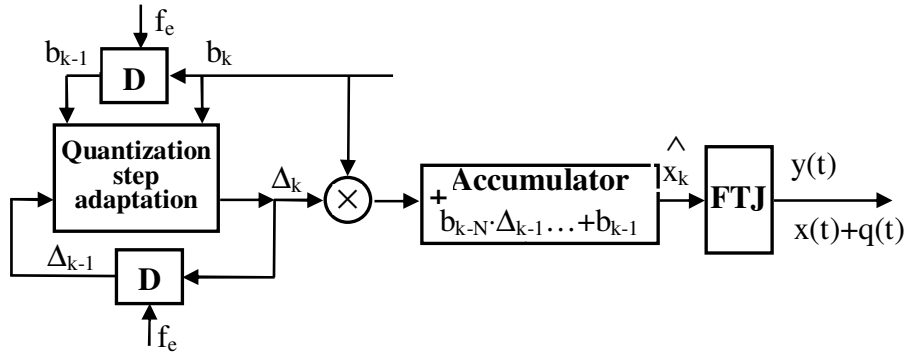 f_e
b_{k-1}
b_k
D
Quantization
step
adaptation
Δ_k
×
Δ_{k-1}
D
f_e
+
Accumulator
b_{k-N}·Δ_{k-1}…+b_{k-1}
x̂_k
FTJ
y(t)
x(t)+q(t)